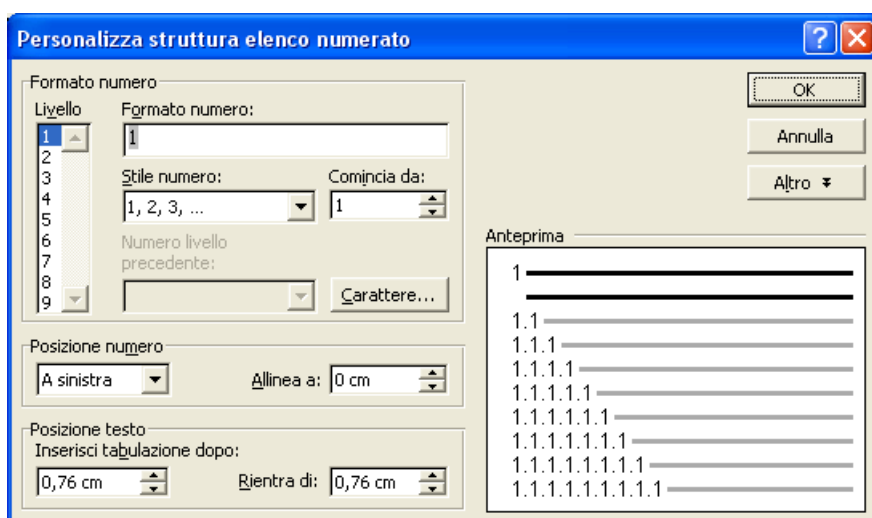 Personalizza struttura elenco numerato
Formato numero
Livello
1
2
3
4
5
6
7
8
9
Formato numero:
1
Stile numero:
1, 2, 3, ...
Comincia da:
1
Numero livello
precedente:
Carattere...
Posizione numero
A sinistra
Allinea a:
0 cm
Posizione testo
Inserisci tabulazione dopo:
0,76 cm
Rientra di:
0,76 cm
OK
Annulla
Altro
Anteprima
1
1.1
1.1.1
1.1.1.1
1.1.1.1.1
1.1.1.1.1.1
1.1.1.1.1.1.1
1.1.1.1.1.1.1.1
1.1.1.1.1.1.1.1.1